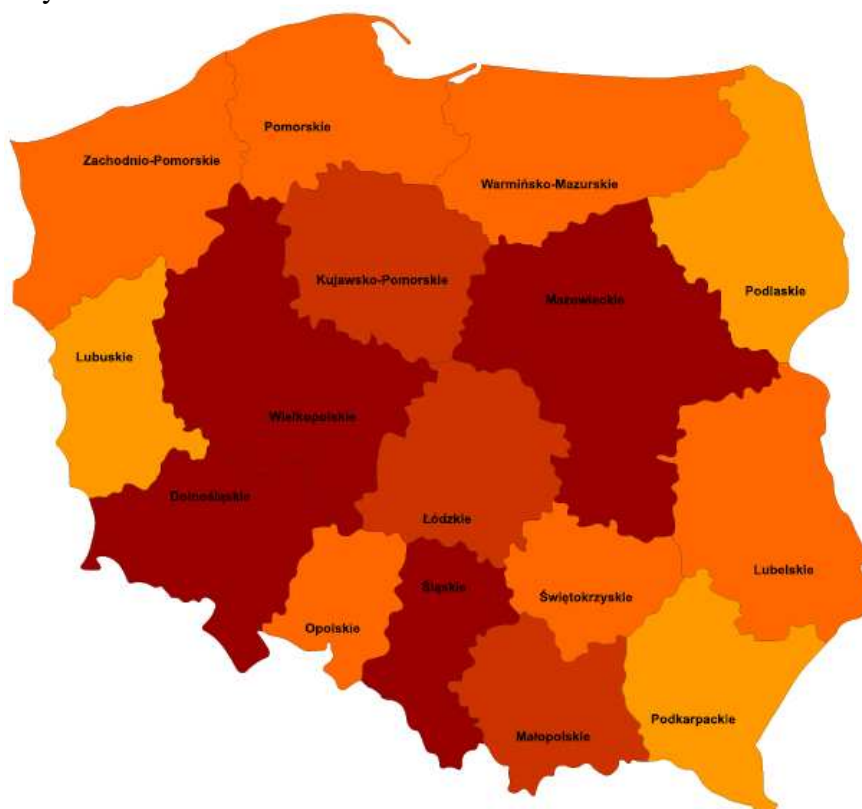 Pomorskie
Zachodnio-Pomorskie
Warmińsko-Mazurskie
Kujawsko-Pomorskie
Mazowieckie
Podlaskie
Lubuskie
Wielkopolskie
Dolnośląskie
Łódzkie
Lubelskie
Śląskie
Świętokrzyskie
Opolskie
Podkarpackie
Małopolskie